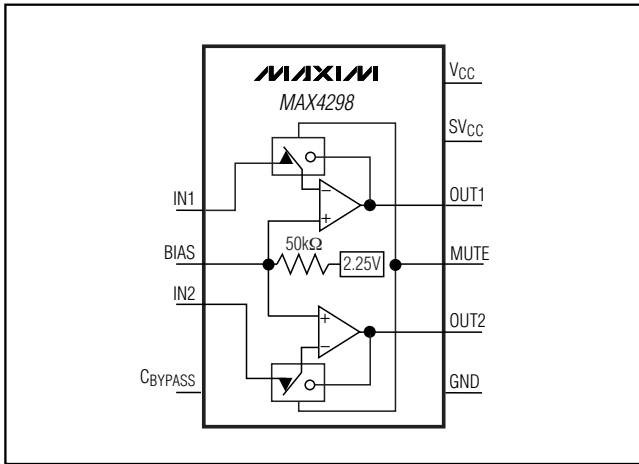 MAXIM
MAX4298
VCC
SVCC
IN1
OUT1
50kΩ
BIAS
2.25V
MUTE
IN2
OUT2
CBYPASS
GND
−
+
+
−